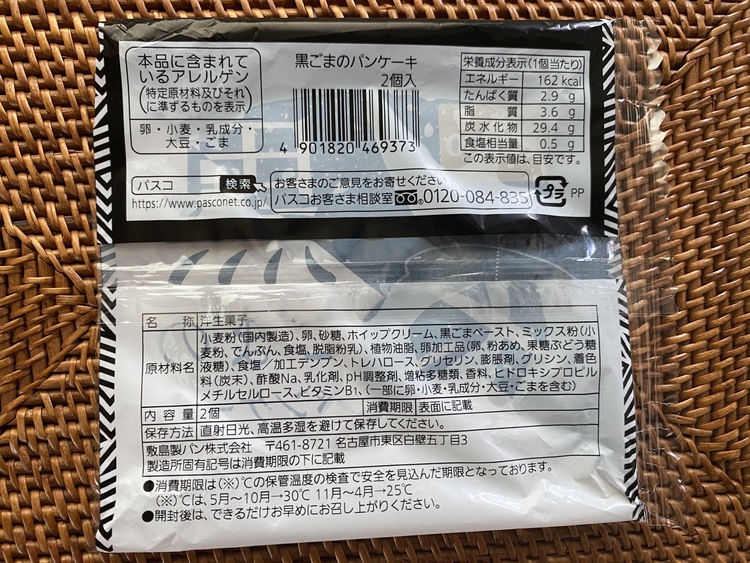 本品に含まれて
いるアレルゲン
(特定原材料及びそれ
に準ずるものを表示)
卵・小麦・乳成分・
大豆・ごま
黒ごまのパンケーキ
2個入
4 901820 469373
栄養成分表示(1個当たり)
エネルギー 162 kcal
たんぱく質 2.9 g
脂質 3.6 g
炭水化物 29.4 g
食塩相当量 0.5 g
この表示値は、目安です。
パスコ 検索
https://www.pasconet.co.jp
お客さまのご意見をお寄せください
パスコお客さま相談室 0120-084-835
プラ PP
名 称 洋生菓子
原材料名 小麦粉(国内製造)、卵、砂糖、ホイップクリーム、黒ごまペースト、ミックス粉(小
麦粉、でんぷん、食塩、脱脂粉乳)、植物油脂、卵加工品(卵、粉あめ、果糖ぶどう糖
液糖)、食塩/加工デンプン、トレハロース、グリセリン、膨脹剤、グリシン、着色
料(炭末)、酢酸Na、乳化剤、pH調整剤、増粘多糖類、香料、ヒドロキシプロピル
メチルセルロース、ビタミンB1、(一部に卵・小麦・乳成分・大豆・ごまを含む)
内容量 2個 消費期限 表面に記載
保存方法 直射日光、高温多湿を避けて保存してください。
敷島製パン株式会社 〒461-8721 名古屋市東区白壁五丁目3
製造所固有記号は消費期限の下に記載
●消費期限は(※)℃の保管温度の検査で安全を見込んだ期限となっております。
(※)℃は、5月~10月→30℃ 11月~4月→25℃
●開封後は、できるだけお早めにお召し上がりください。